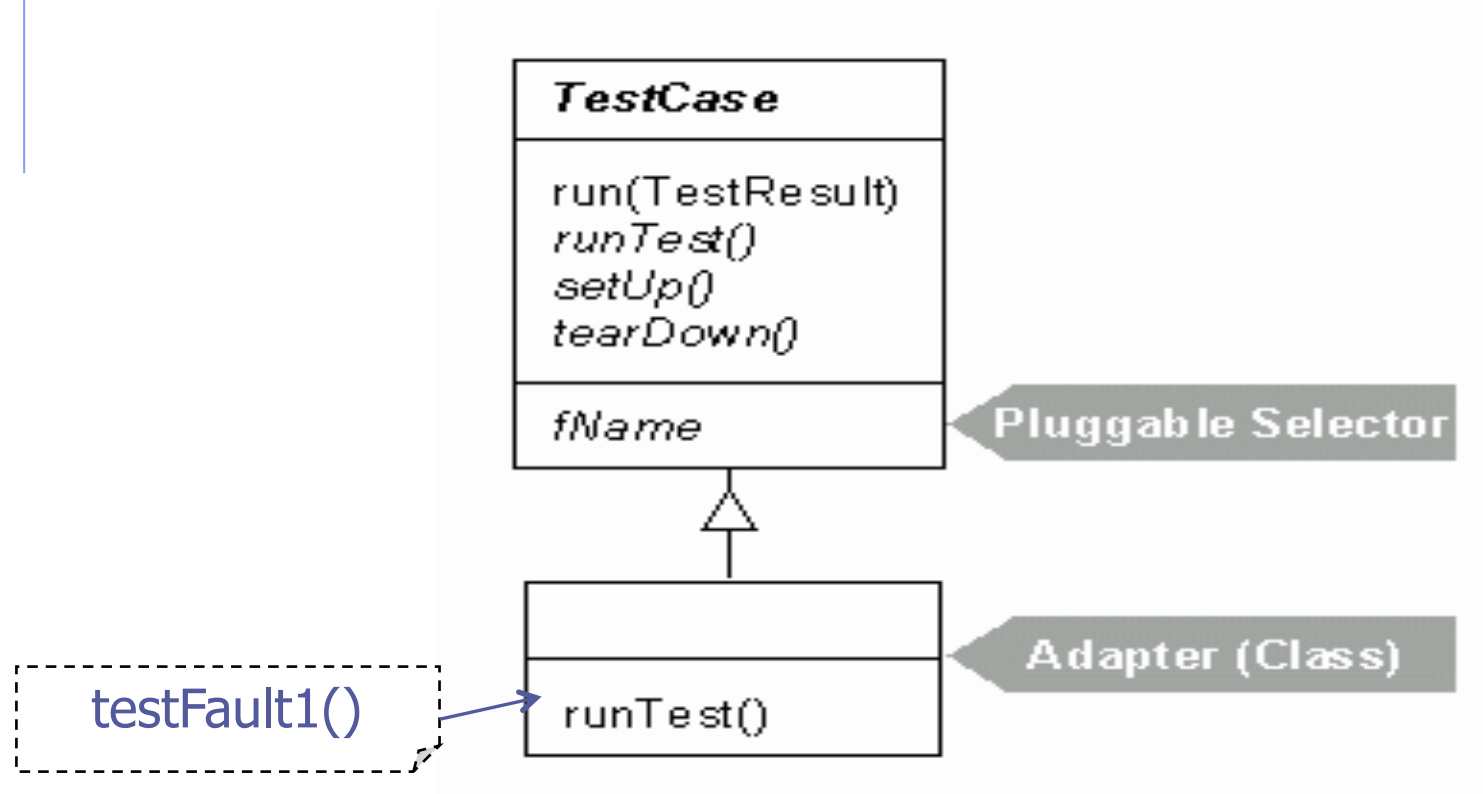 TestCase
run(TestResult)
runTest()
setUp()
tearDown()
fName
Pluggable Selector
Adapter (Class)
testFault1()
runTest()